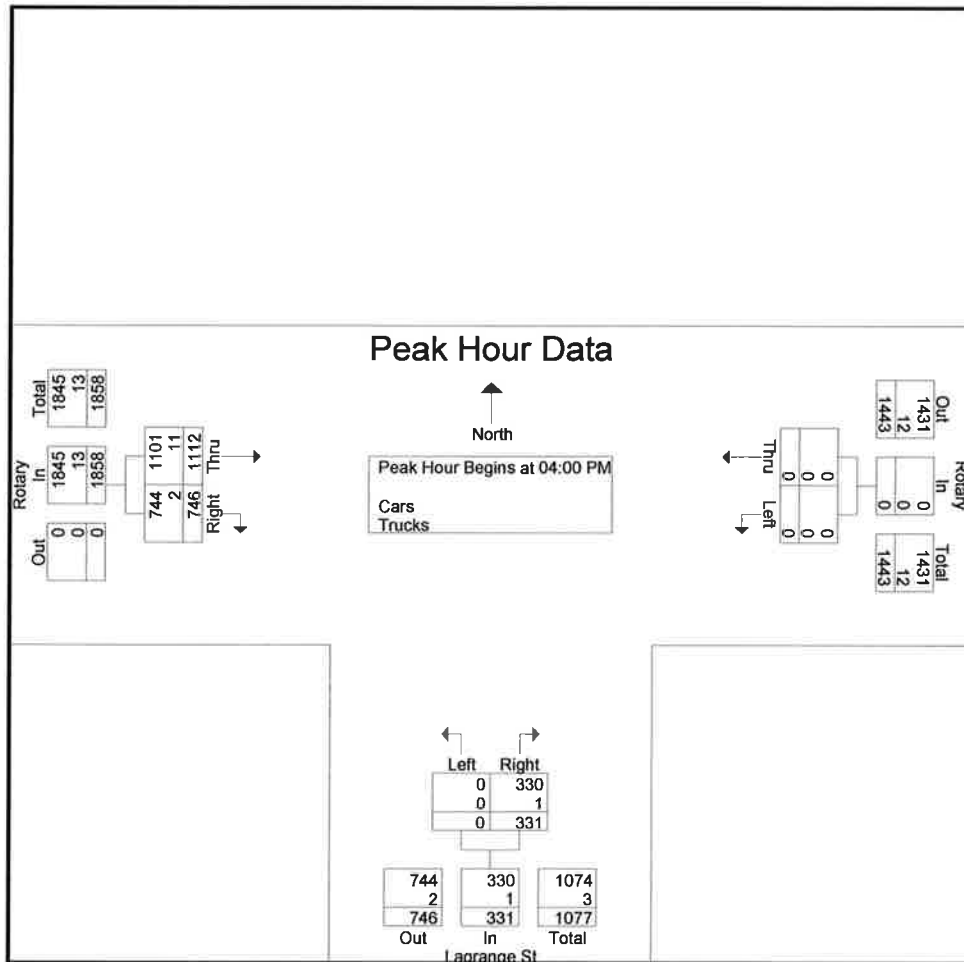 Peak Hour Data
North
Peak Hour Begins at 04:00 PM
Cars
Trucks
Rotary
Out In Total
0 1845 1845
0 13 13
0 1858 1858
Right Thru
744 1101
2 11
746 1112
Rotary
Out In Total
1431 0 1431
12 0 12
1443 0 1443
Thru Left
0 0
0 0
0 0
Left Right
0 330
0 1
0 331
744 330 1074
2 1 3
746 331 1077
Out In Total
Lagrange St